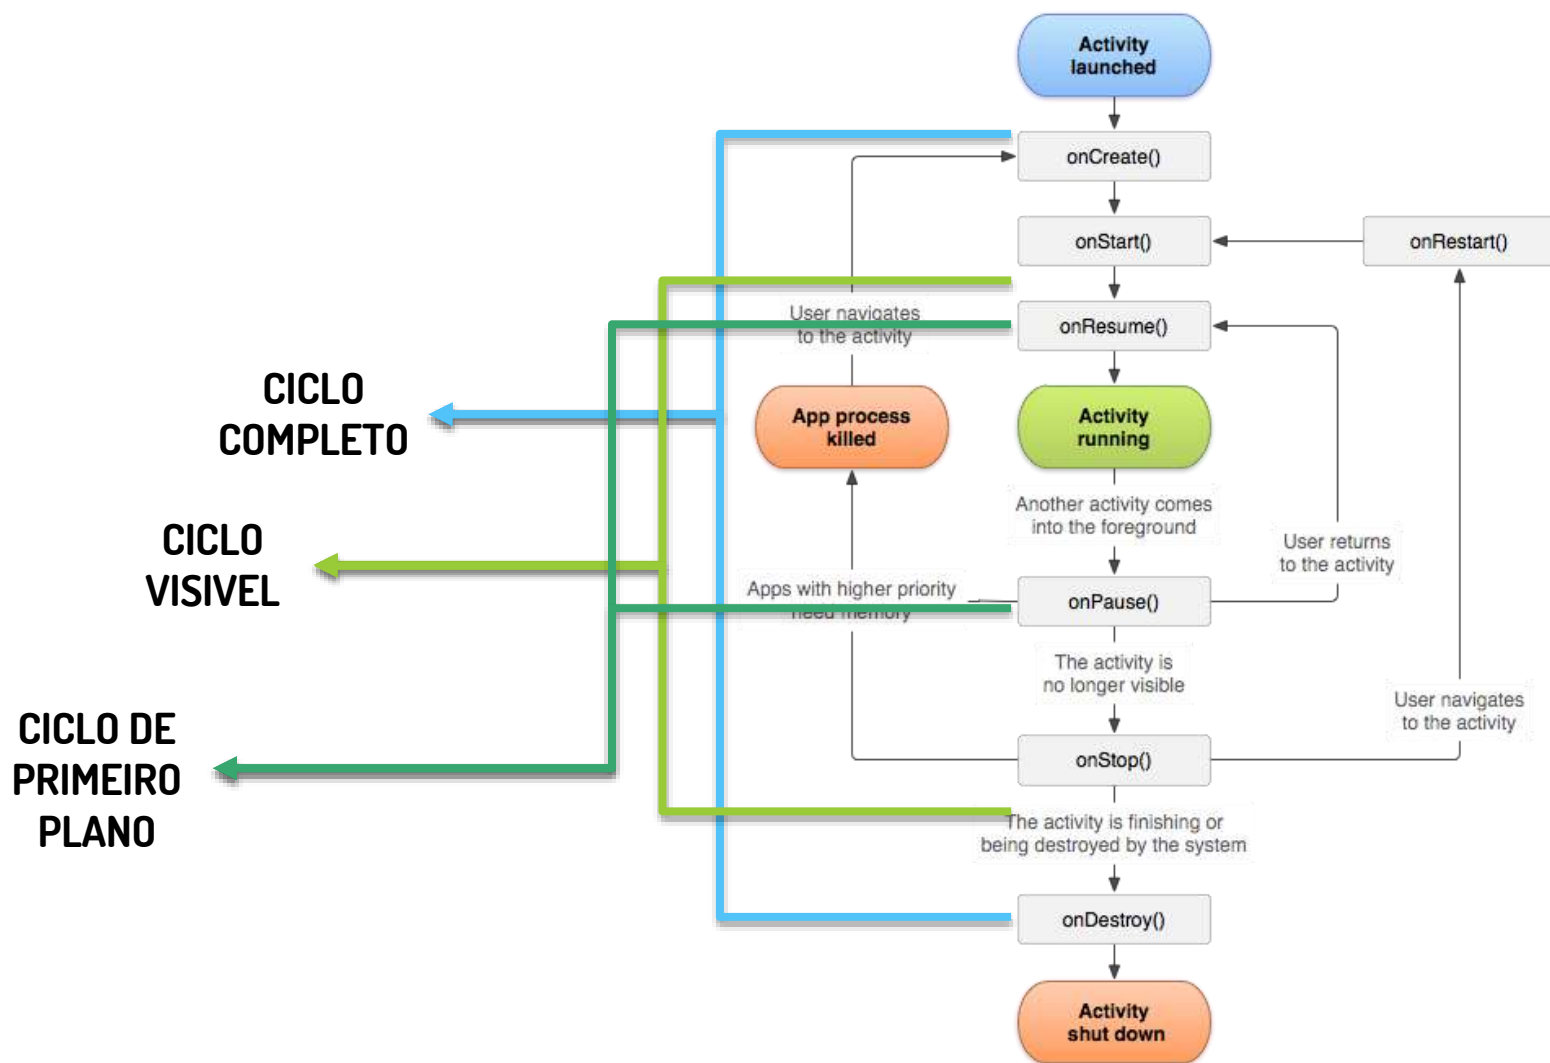 Activity
launched
onCreate()
onStart()
onRestart()
User navigates
to the activity
onResume()
CICLO
COMPLETO
App process
killed
Activity
running
Another activity comes
into the foreground
User returns
to the activity
CICLO
VISIVEL
Apps with higher priority
need memory
onPause()
The activity is
no longer visible
User navigates
to the activity
CICLO DE
PRIMEIRO
PLANO
onStop()
The activity is finishing or
being destroyed by the system
onDestroy()
Activity
shut down